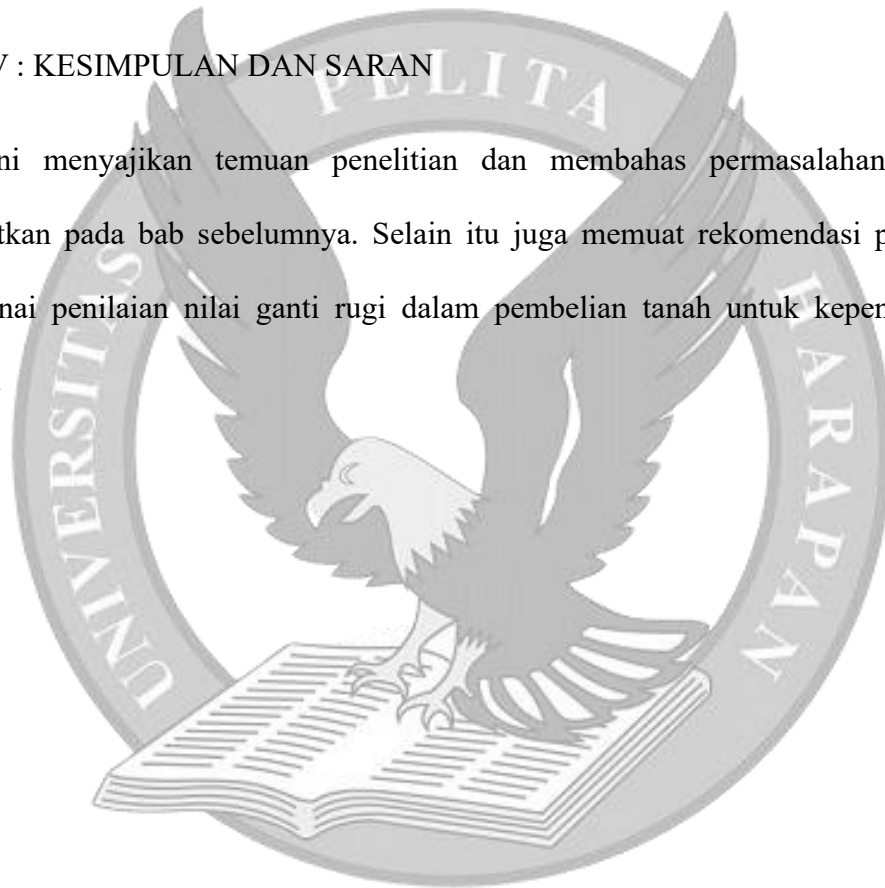 V : KESIMPULAN DAN SARAN
ni menyajikan temuan penelitian dan membahas permasalahan
tkan pada bab sebelumnya. Selain itu juga memuat rekomendasi p
nai penilaian nilai ganti rugi dalam pembelian tanah untuk kepen
UNIVERSITAS PELITA HARAPAN